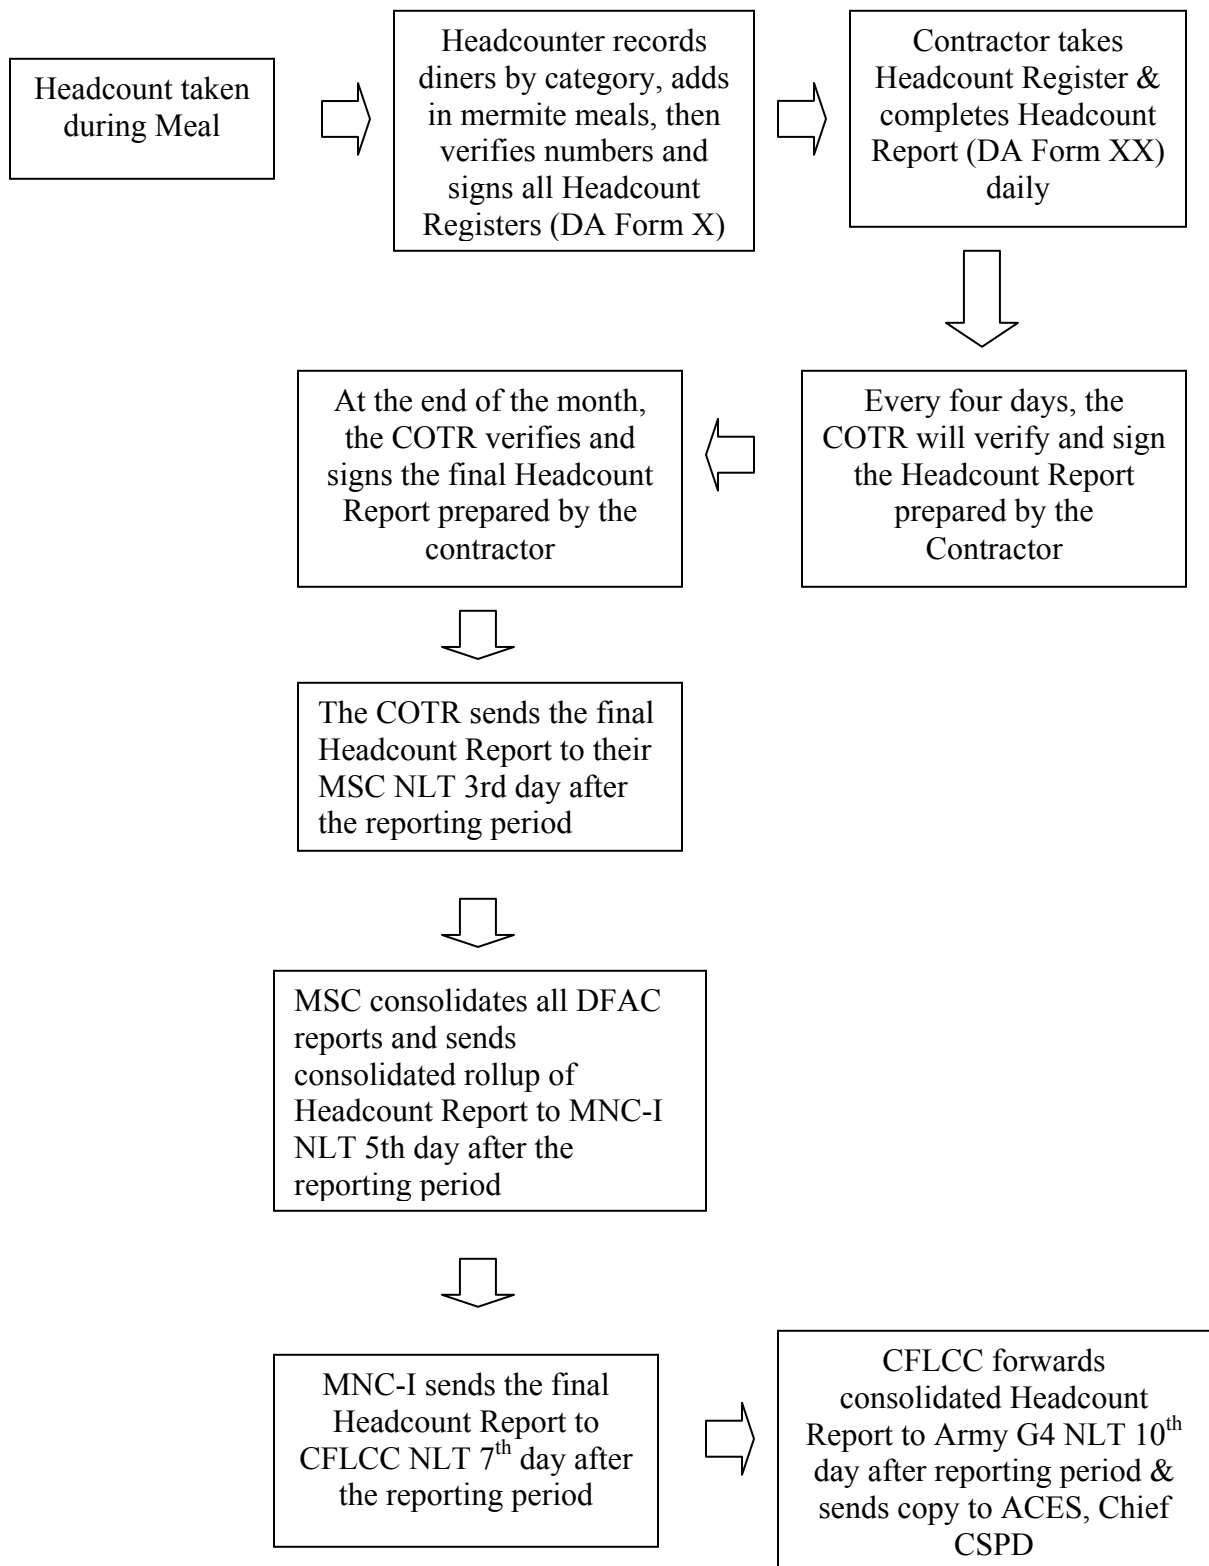 Headcount taken
during Meal
Headcounter records
diners by category, adds
in mermite meals, then
verifies numbers and
signs all Headcount
Registers (DA Form X)
Contractor takes
Headcount Register &
completes Headcount
Report (DA Form XX)
daily
Every four days, the
COTR will verify and sign
the Headcount Report
prepared by the
Contractor
At the end of the month,
the COTR verifies and
signs the final Headcount
Report prepared by the
contractor
The COTR sends the final
Headcount Report to their
MSC NLT 3rd day after
the reporting period
MSC consolidates all DFAC
reports and sends
consolidated rollup of
Headcount Report to MNC-I
NLT 5th day after the
reporting period
MNC-I sends the final
Headcount Report to
CFLCC NLT 7th day after
the reporting period
CFLCC forwards
consolidated Headcount
Report to Army G4 NLT 10th
day after reporting period &
sends copy to ACES, Chief
CSPD